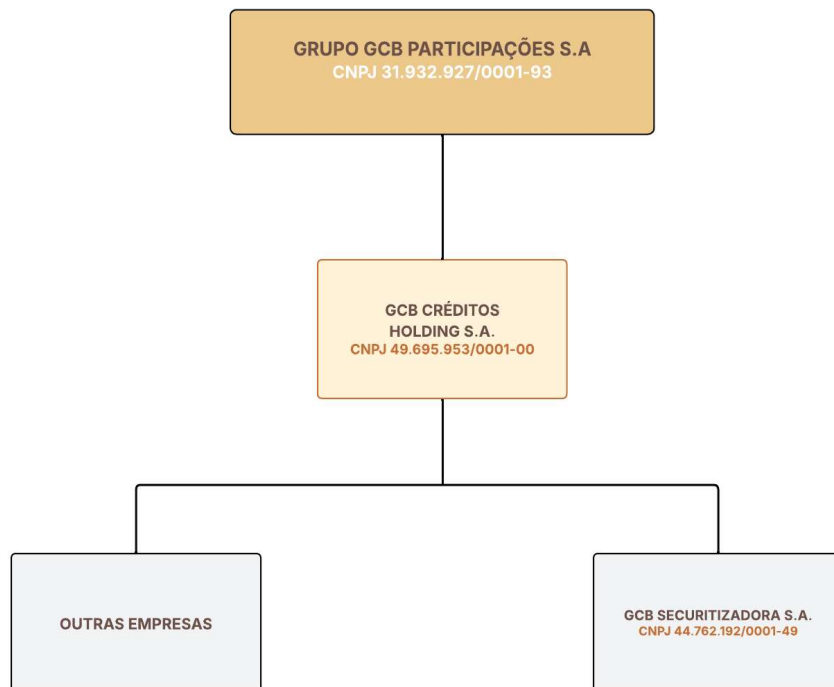 GRUPO GCB PARTICIPAÇÕES S.A
CNPJ 31.932.927/0001-93
GCB CRÉDITOS
HOLDING S.A.
CNPJ 49.695.953/0001-00
OUTRAS EMPRESAS
GCB SECURITIZADORA S.A.
CNPJ 44.762.192/0001-49